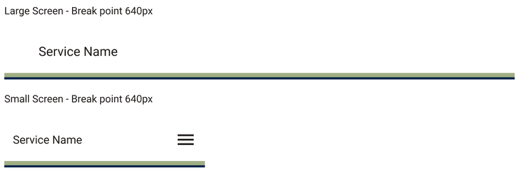 Large Screen - Break point 640px
Service Name
Small Screen - Break point 640px
Service Name